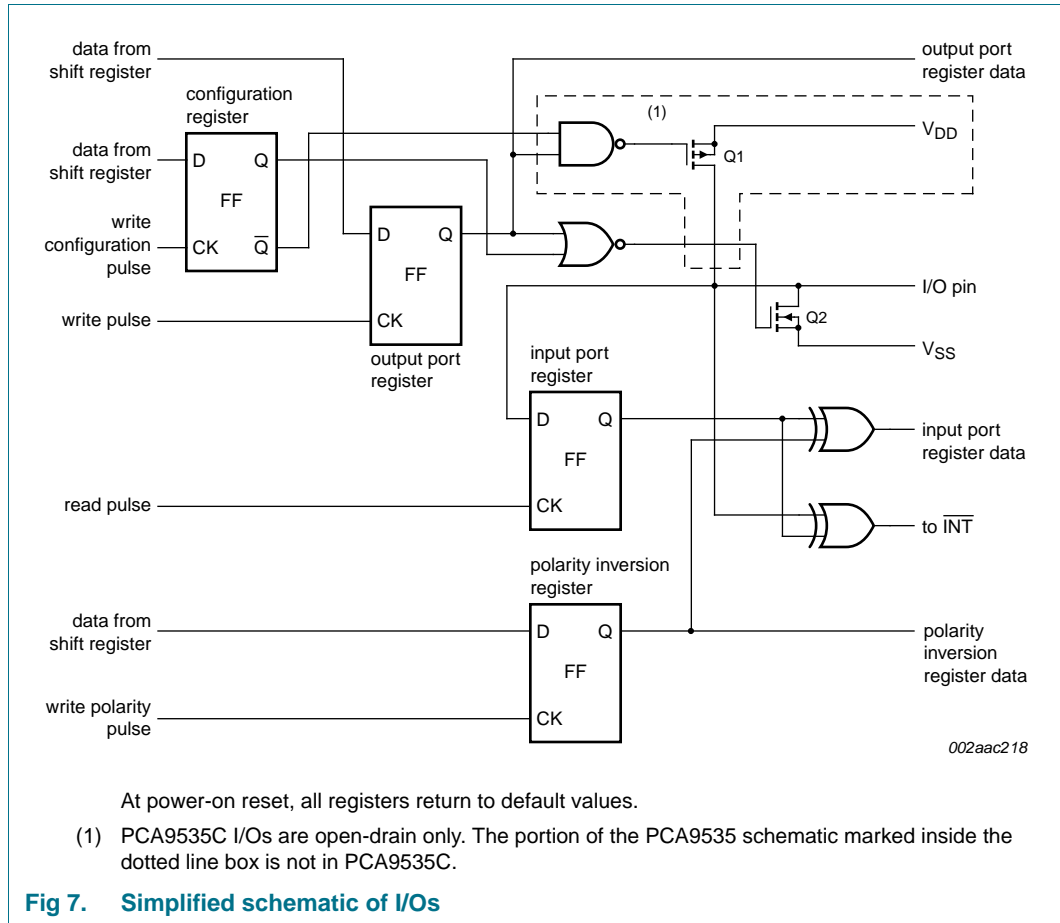 data from
shift register
output port
register data
configuration
register
(1)
VDD
Q1
data from
shift register
D Q
FF
write
configuration
pulse
CK Q
D Q
FF
I/O pin
Q2
write pulse
CK
VSS
output port
register
input port
register
D Q
FF
input port
register data
read pulse
CK
to INT
polarity inversion
register
data from
shift register
D Q
FF
polarity
inversion
register data
write polarity
pulse
CK
002aac218
At power-on reset, all registers return to default values.
(1) PCA9535C I/Os are open-drain only. The portion of the PCA9535 schematic marked inside the
dotted line box is not in PCA9535C.
Fig 7. Simplified schematic of I/Os